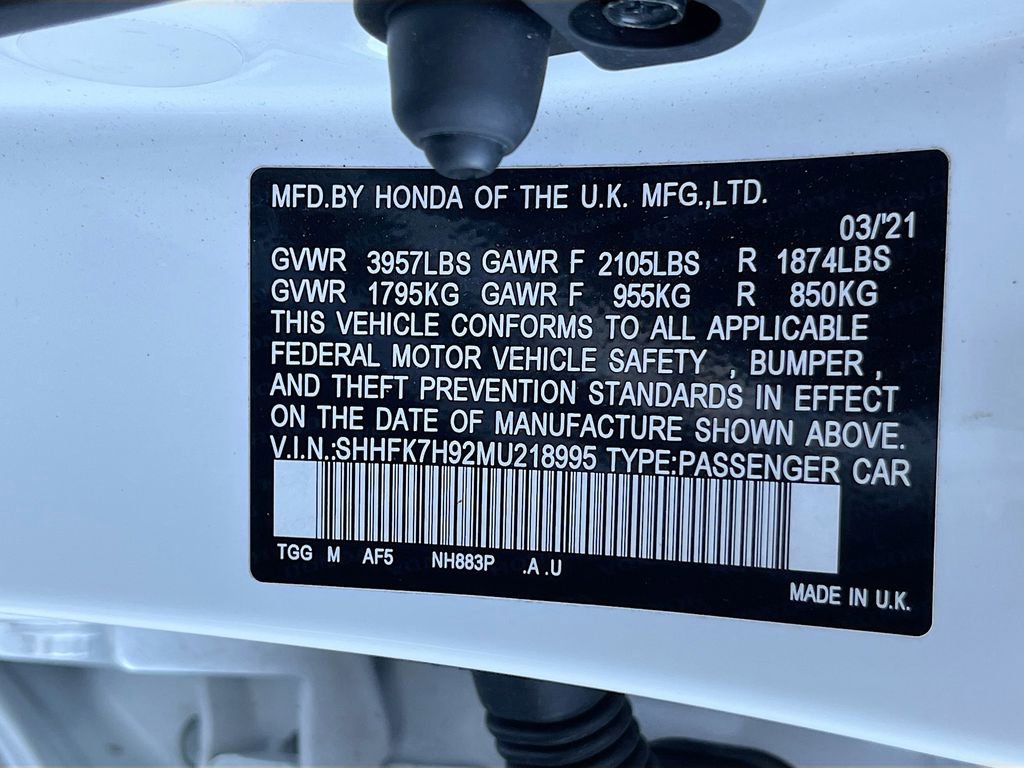 MFD.BY HONDA OF THE U.K. MFG.,LTD.
03/'21
GVWR 3957LBS GAWR F 2105LBS R 1874LBS
GVWR 1795KG GAWR F 955KG R 850KG
THIS VEHICLE CONFORMS TO ALL APPLICABLE
FEDERAL MOTOR VEHICLE SAFETY , BUMPER ,
AND THEFT PREVENTION STANDARDS IN EFFECT
ON THE DATE OF MANUFACTURE SHOWN ABOVE.
V.I.N.:SHHFK7H92MU218995 TYPE:PASSENGER CAR
TGG M AF5 NH883P .A .U
MADE IN U.K.